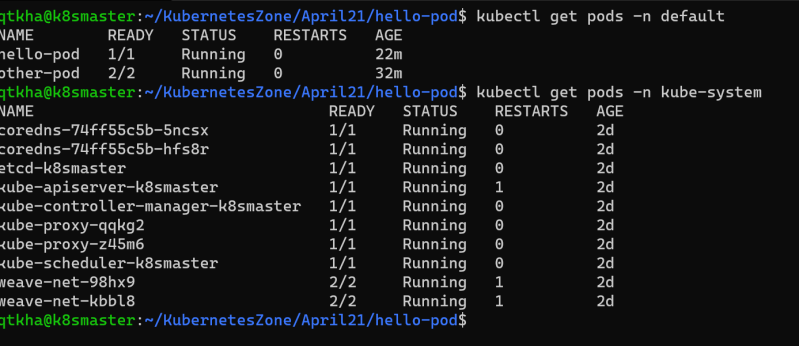 qtkha@k8smaster:~/KubernetesZone/April21/hello-pod$ kubectl get pods -n default
NAME READY STATUS RESTARTS AGE
hello-pod 1/1 Running 0 22m
other-pod 2/2 Running 0 32m
qtkha@k8smaster:~/KubernetesZone/April21/hello-pod$ kubectl get pods -n kube-system
NAME READY STATUS RESTARTS AGE
coredns-74ff55c5b-5ncsx 1/1 Running 0 2d
coredns-74ff55c5b-hfs8r 1/1 Running 0 2d
etcd-k8smaster 1/1 Running 0 2d
kube-apiserver-k8smaster 1/1 Running 1 2d
kube-controller-manager-k8smaster 1/1 Running 0 2d
kube-proxy-qqkg2 1/1 Running 0 2d
kube-proxy-z45m6 1/1 Running 0 2d
kube-scheduler-k8smaster 1/1 Running 0 2d
weave-net-98hx9 2/2 Running 1 2d
weave-net-kbbl8 2/2 Running 1 2d
qtkha@k8smaster:~/KubernetesZone/April21/hello-pod$